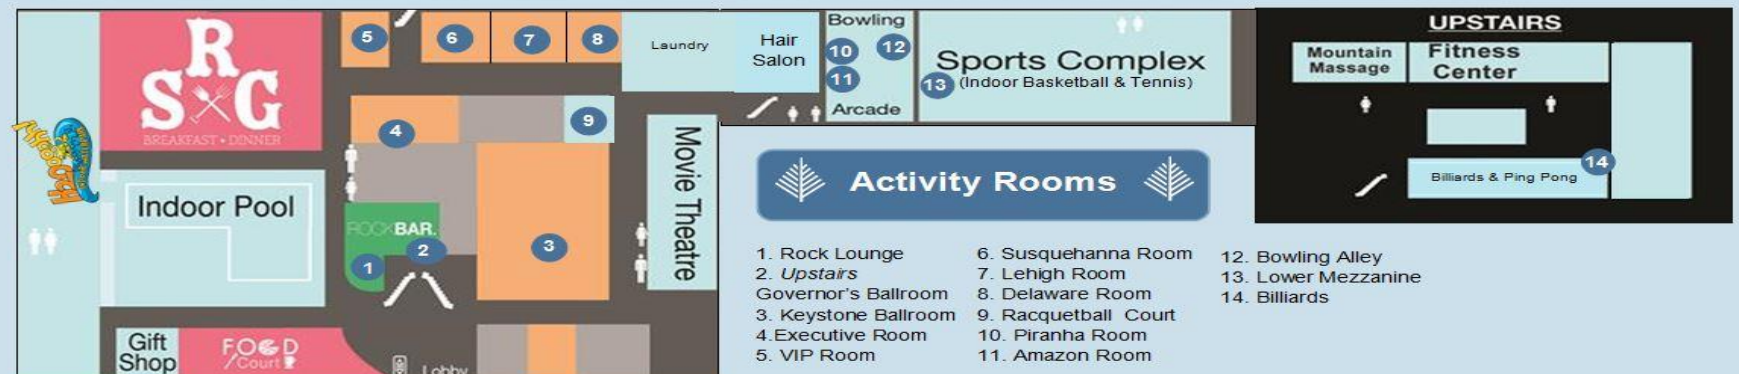 R
S G
BREAKFAST • DINNER
5
6
7
8
Laundry
Hair
Salon
Bowling
10
12
11
Arcade
Sports Complex
13
(Indoor Basketball & Tennis)
UPSTAIRS
Mountain
Massage
Fitness
Center
14
Billiards & Ping Pong
4
9
Indoor Pool
ROCKBAR.
2
1
3
Movie Theatre
Gift
Shop
FOOD
Court
Lobby
Activity Rooms
1. Rock Lounge
2. Upstairs
Governor's Ballroom
3. Keystone Ballroom
4.Executive Room
5. VIP Room
6. Susquehanna Room
7. Lehigh Room
8. Delaware Room
9. Racquetball Court
10. Piranha Room
11. Amazon Room
12. Bowling Alley
13. Lower Mezzanine
14. Billiards